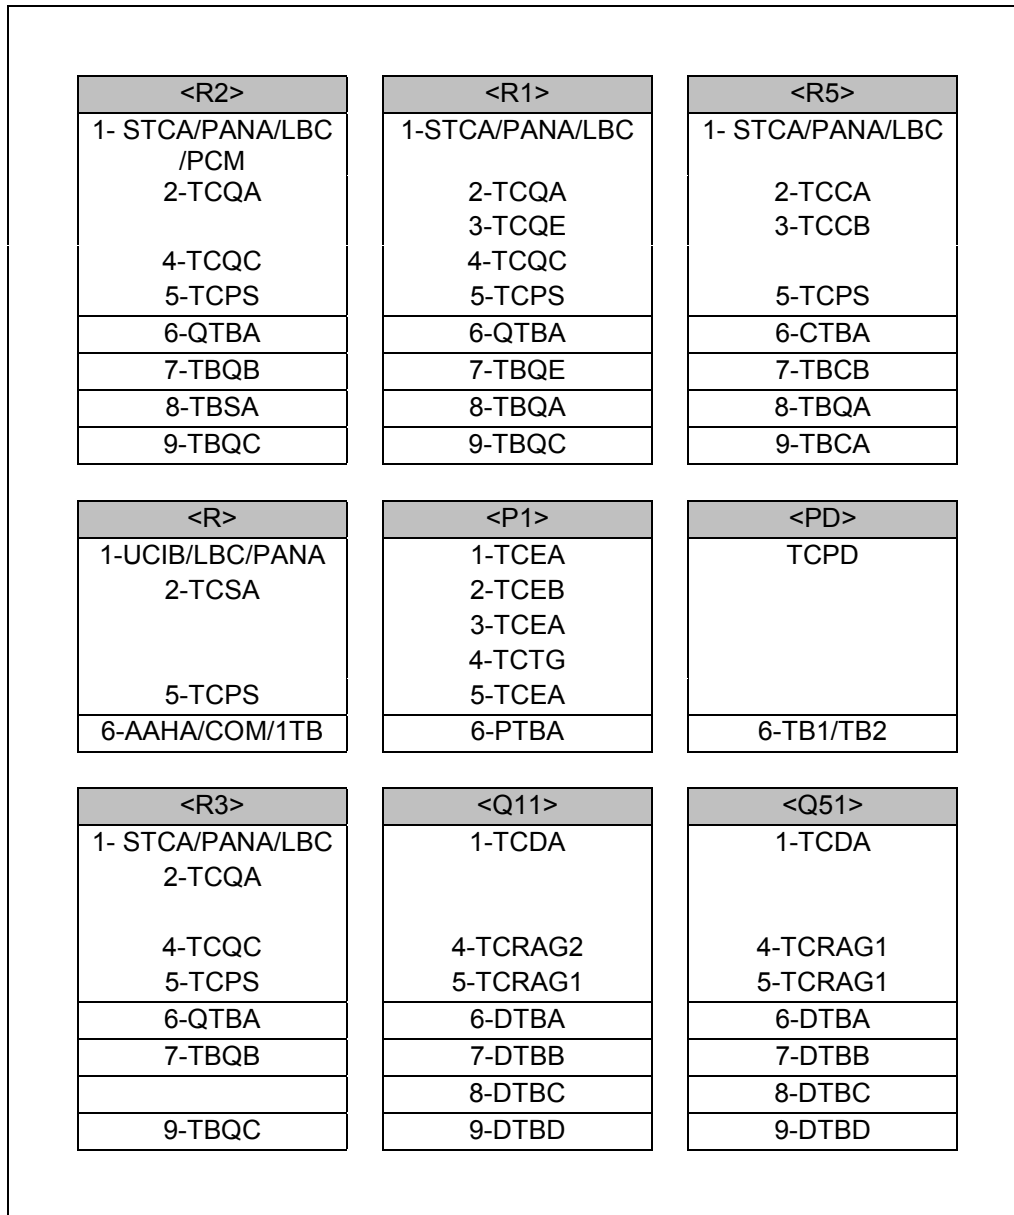 <R2>
1- STCA/PANA/LBC
/PCM
2-TCQA
4-TCQC
5-TCPS
6-QTBA
7-TBQB
8-TBSA
9-TBQC
<R1>
1-STCA/PANA/LBC
2-TCQA
3-TCQE
4-TCQC
5-TCPS
6-QTBA
7-TBQE
8-TBQA
9-TBQC
<R5>
1- STCA/PANA/LBC
2-TCCA
3-TCCB
5-TCPS
6-CTBA
7-TBCB
8-TBQA
9-TBCA
<R>
1-UCIB/LBC/PANA
2-TCSA
5-TCPS
6-AAHA/COM/1TB
<P1>
1-TCEA
2-TCEB
3-TCEA
4-TCTG
5-TCEA
6-PTBA
<PD>
TCPD
6-TB1/TB2
<R3>
1- STCA/PANA/LBC
2-TCQA
4-TCQC
5-TCPS
6-QTBA
7-TBQB
9-TBQC
<Q11>
1-TCDA
4-TCRAG2
5-TCRAG1
6-DTBA
7-DTBB
8-DTBC
9-DTBD
<Q51>
1-TCDA
4-TCRAG1
5-TCRAG1
6-DTBA
7-DTBB
8-DTBC
9-DTBD